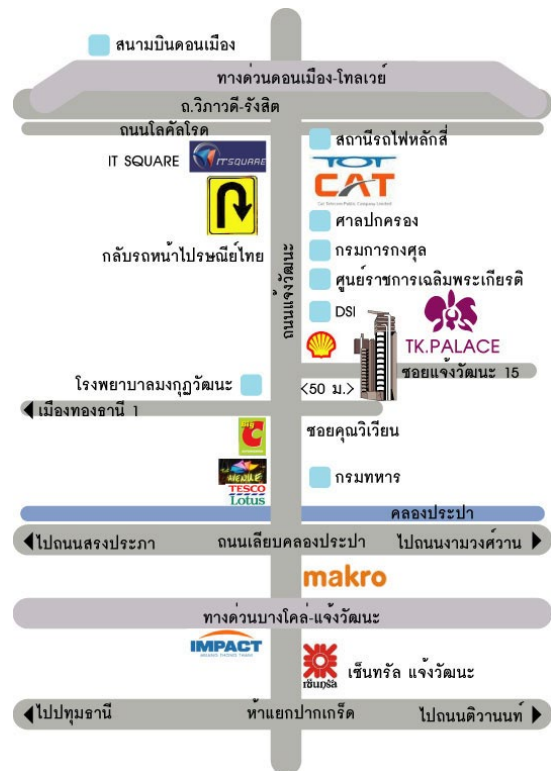 สนามบินดอนเมือง
ทางด่วนดอนเมือง-โทลเวย์
ถ.วิภาวดี-รังสิต
ถนนโลคัลโรด
สถานีรถไฟหลักสี่
IT SQUARE
ITSQUARE
TOT
CAT
Cat Telecom Public Company Limited
ศาลปกครอง
กรมการกงศุล
กลับรถหน้าไปรษณีย์ไทย
ศูนย์ราชการเฉลิมพระเกียรติ
ถนนแจ้งวัฒนะ
DSI
TK.PALACE
ซอยแจ้งวัฒนะ 15
โรงพยาบาลมงกุฎวัฒนะ
<50 ม.>
เมืองทองธานี 1
ซอยคุณวิเวียน
C
AVENUE
กรมทหาร
TESCO
Lotus
คลองประปา
ไปถนนสรงประภา
ถนนเลียบคลองประปา
ไปถนนงามวงศ์วาน
makro
ทางด่วนบางโคล่-แจ้งวัฒนะ
IMPACT
เซ็นทรัล
เซ็นทรัล แจ้งวัฒนะ
ไปปทุมธานี
ห้าแยกปากเกร็ด
ไปถนนติวานนท์